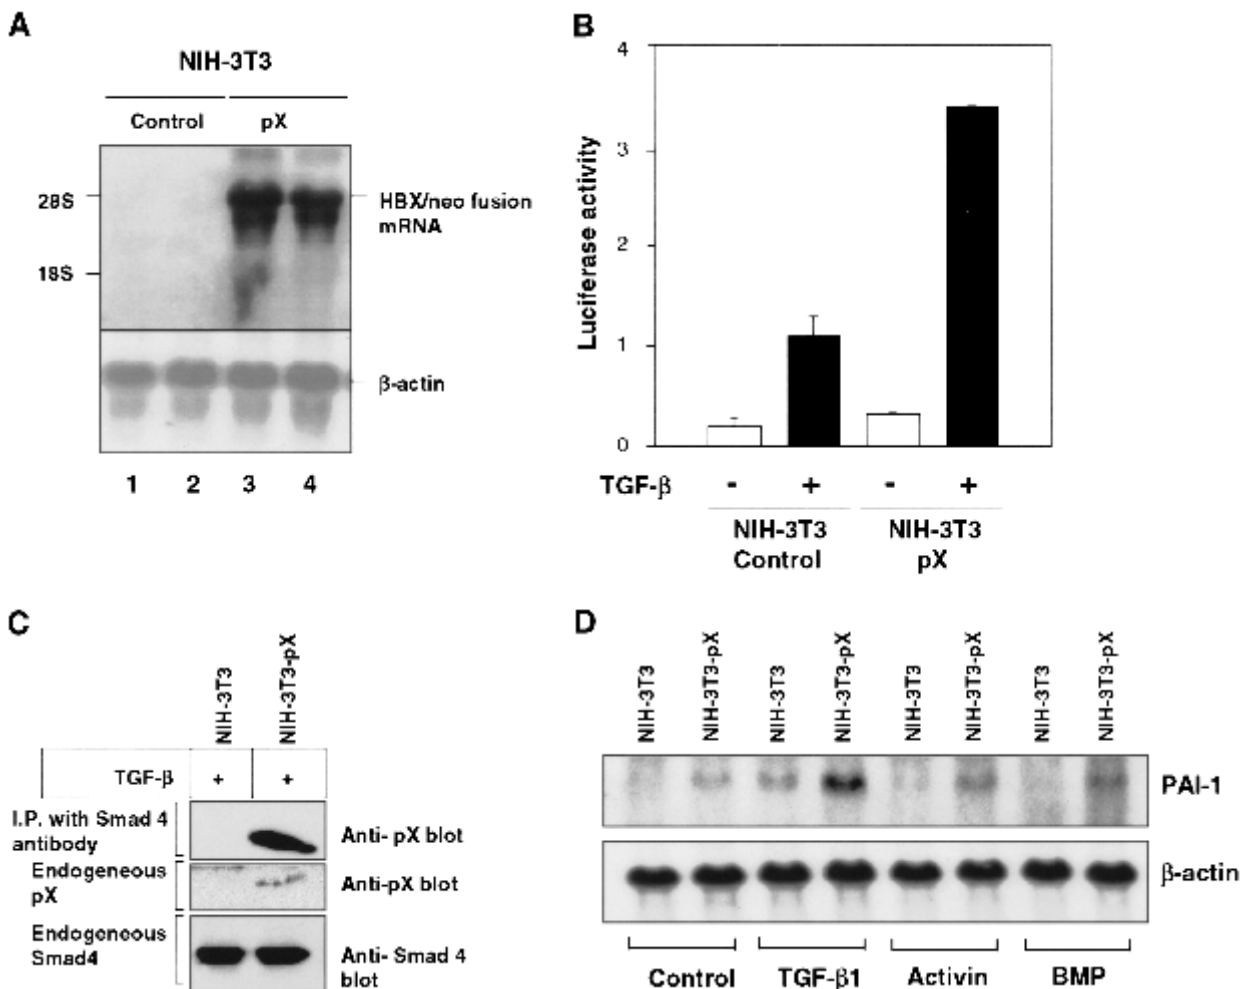 A
NIH-3T3
Control pX
28S
HBX/neo fusion
mRNA
18S
β-actin
1 2 3 4
B
Luciferase activity
4
3
2
1
0
TGF-β - + - +
NIH-3T3 NIH-3T3
Control pX
C
NIH-3T3
NIH-3T3-pX
TGF-β + +
I.P. with Smad 4
antibody
Anti- pX blot
Endogeneous
pX
Anti-pX blot
Endogeneous
Smad4
Anti- Smad 4
blot
D
NIH-3T3
NIH-3T3-pX
NIH-3T3
NIH-3T3-pX
NIH-3T3
NIH-3T3-pX
NIH-3T3
NIH-3T3-pX
PAI-1
β-actin
Control TGF-β1 Activin BMP